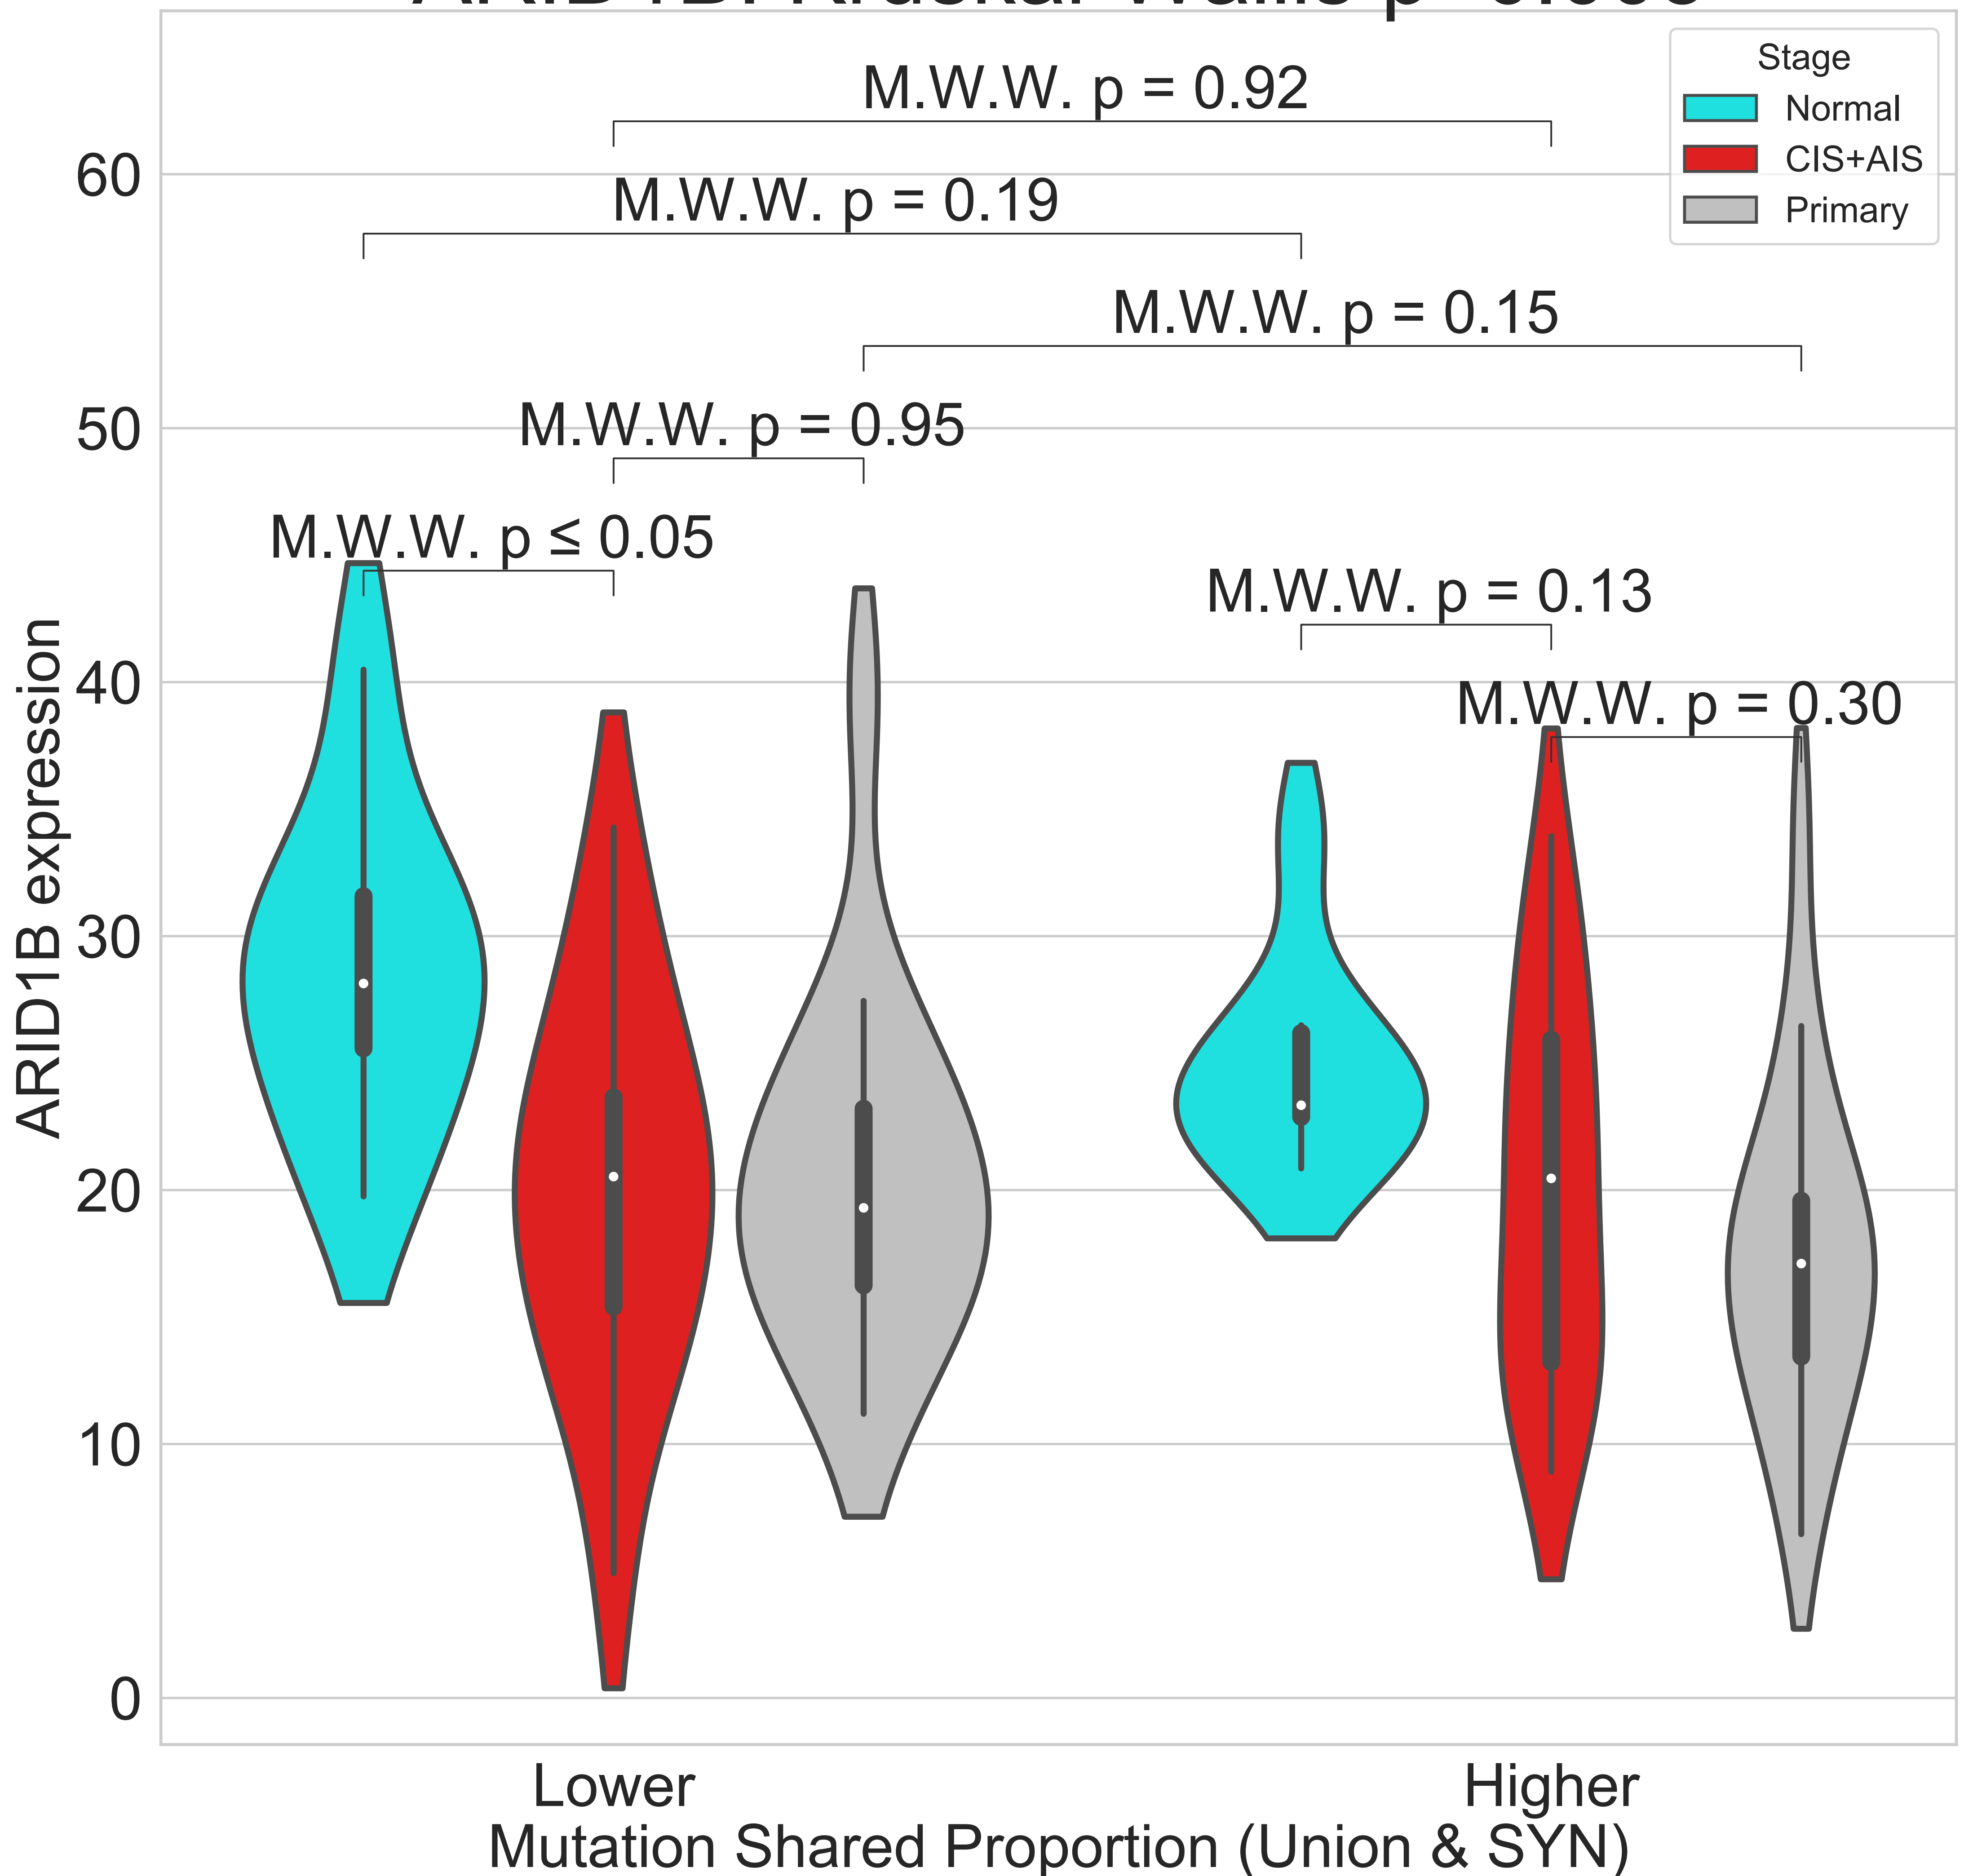 Stage
Normal
CIS+AIS
Primary
M.W.W. p = 0.92
M.W.W. p = 0.19
M.W.W. p = 0.15
M.W.W. p = 0.95
M.W.W. p ≤ 0.05
M.W.W. p = 0.13
M.W.W. p = 0.30
60
50
40
30
20
10
0
ARID1B expression
Lower
Higher
Mutation Shared Proportion (Union & SYN)